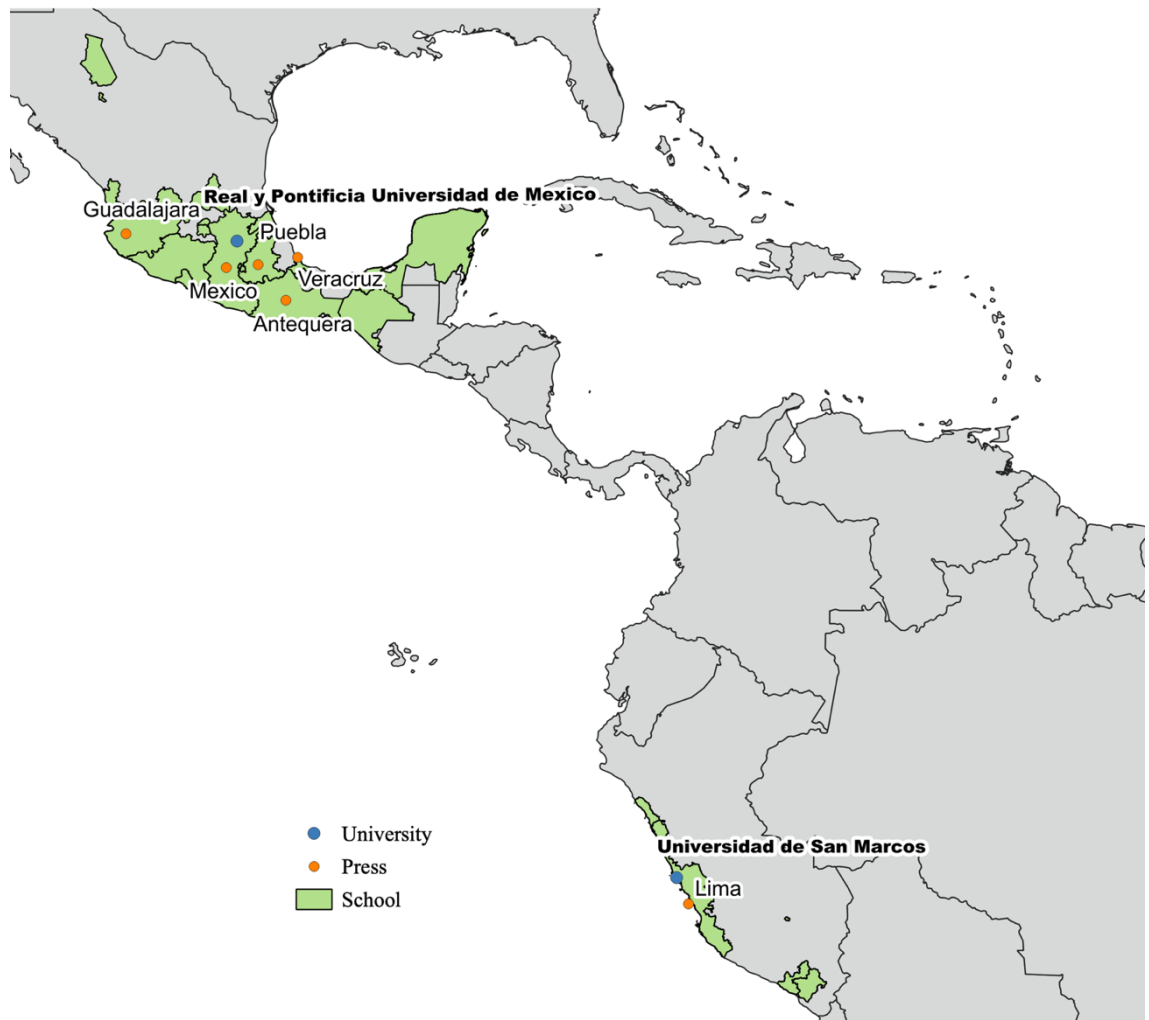 Real y Pontificia Universidad de Mexico
Guadalajara
Puebla
Veracruz
Mexico
Antequera
University
Press
School
Universidad de San Marcos
Lima